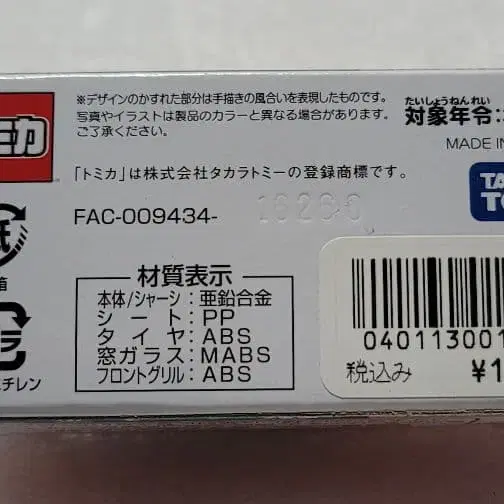 トミカ
※デザインのかすれた部分は手描きの風合いを表現したものです。
写真やイラストは製品のカラーと異なる場合があります。
ご了承ください。
たいしょうねんれい
対象年令:
MADE IN
「トミカ」は株式会社タカラトミーの登録商標です。
TA
TO
FAC-009434-
紙
箱
材質表示
本体/シャーシ:亜鉛合金
シート:PP
タイヤ:ABS
窓ガラス:MABS
フロントグリル:ABS
プラ
チレン
040113001
税込み
¥1